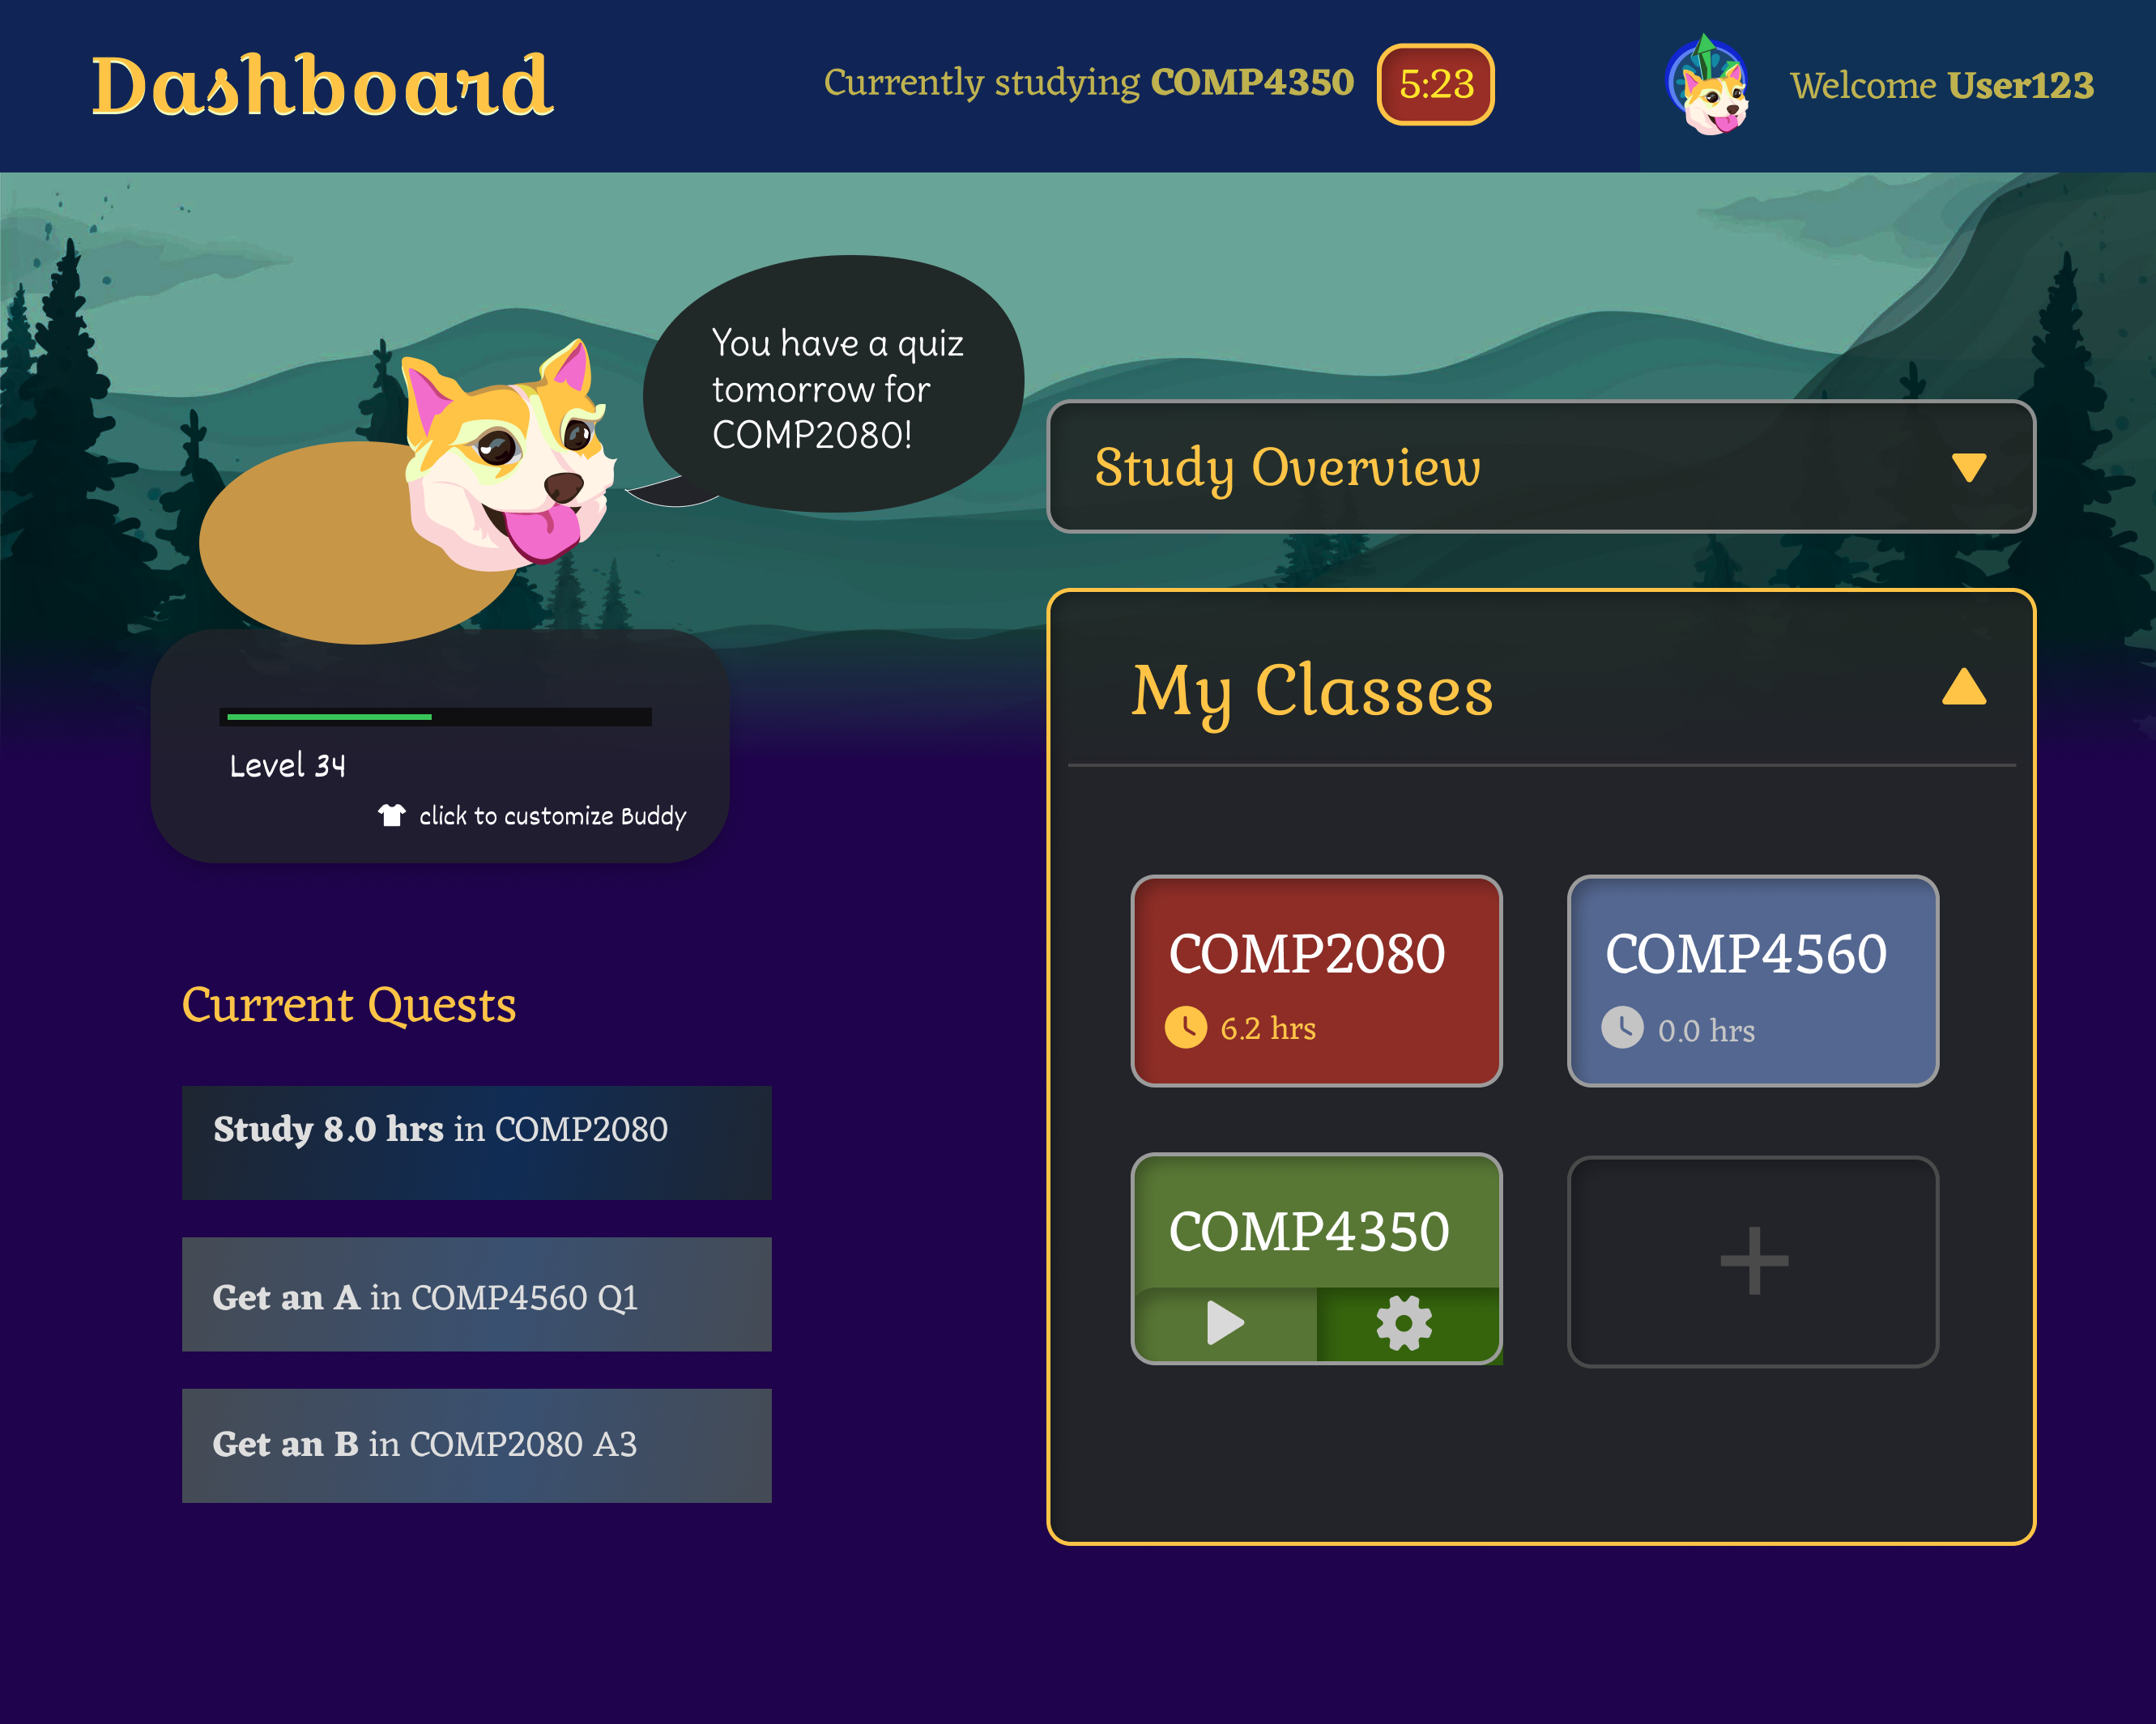 Dashboard
Currently studying COMP4350
5:23
Welcome User123
You have a quiz
tomorrow for
COMP2080!
Level 34
click to customize Buddy
Current Quests
Study 8.0 hrs in COMP2080
Get an A in COMP4560 Q1
Get an B in COMP2080 A3
Study Overview
My Classes
COMP2080
6.2 hrs
COMP4560
0.0 hrs
COMP4350